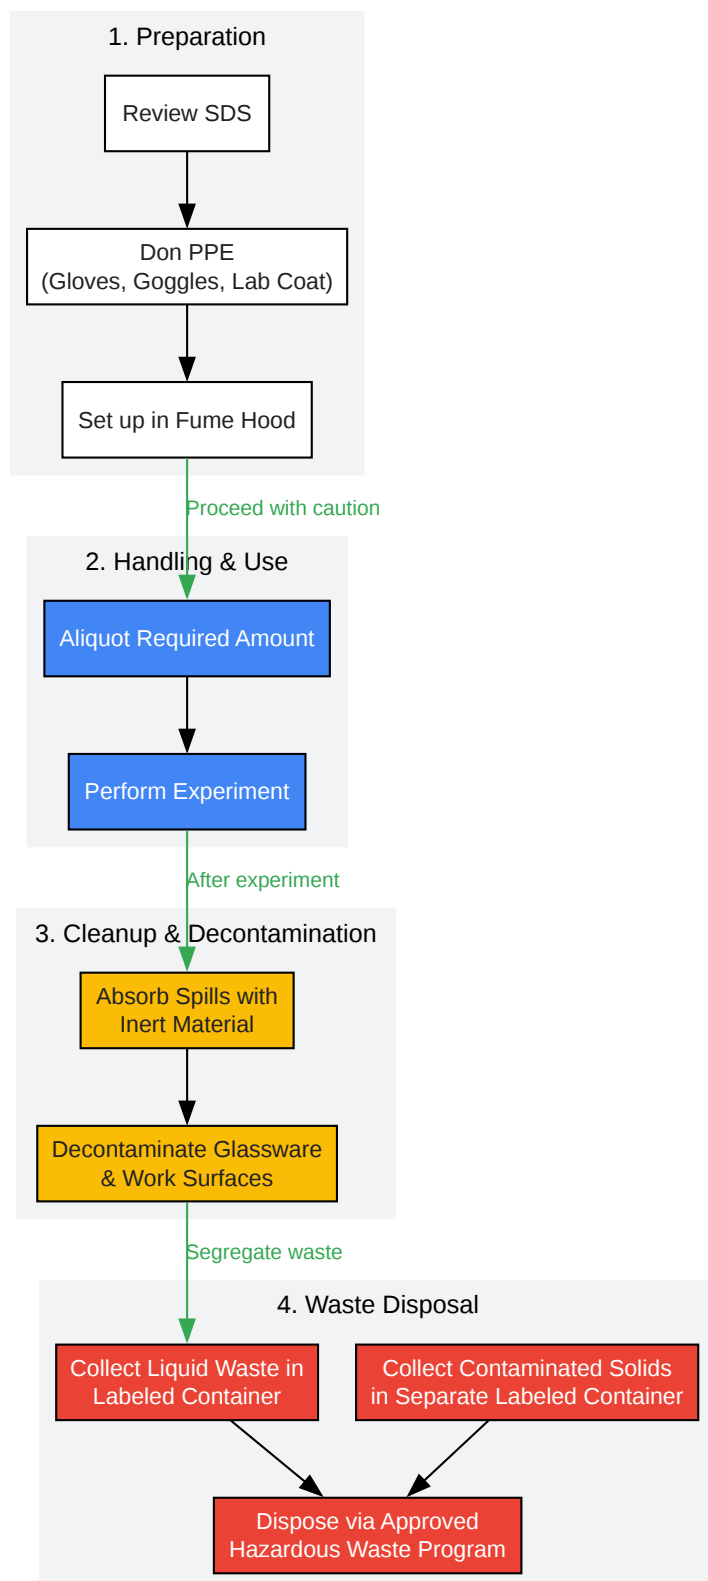 1. Preparation
Review SDS
Don PPE
(Gloves, Goggles, Lab Coat)
Set up in Fume Hood
Proceed with caution
2. Handling & Use
Aliquot Required Amount
Perform Experiment
After experiment
3. Cleanup & Decontamination
Absorb Spills with
Inert Material
Decontaminate Glassware
& Work Surfaces
Segregate waste
4. Waste Disposal
Collect Liquid Waste in
Labeled Container
Collect Contaminated Solids
in Separate Labeled Container
Dispose via Approved
Hazardous Waste Program